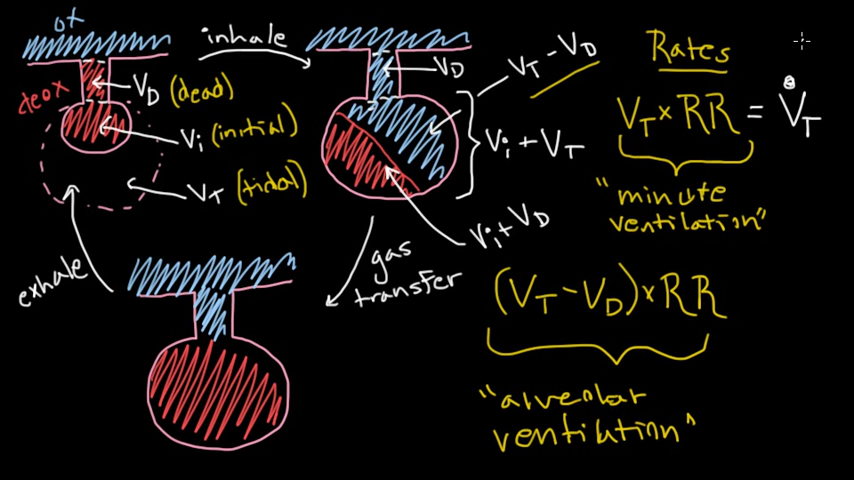 ox
deox
V_D (dead)
V_i (initial)
V_T (tidal)
inhale
V_D
V_T - V_D
V_i + V_T
V_i + V_D
gas
transfer
exhale
Rates
V_T × RR = V̇_T
"minute
ventilation"
(V_T - V_D) × RR
"alveolar
ventilation"